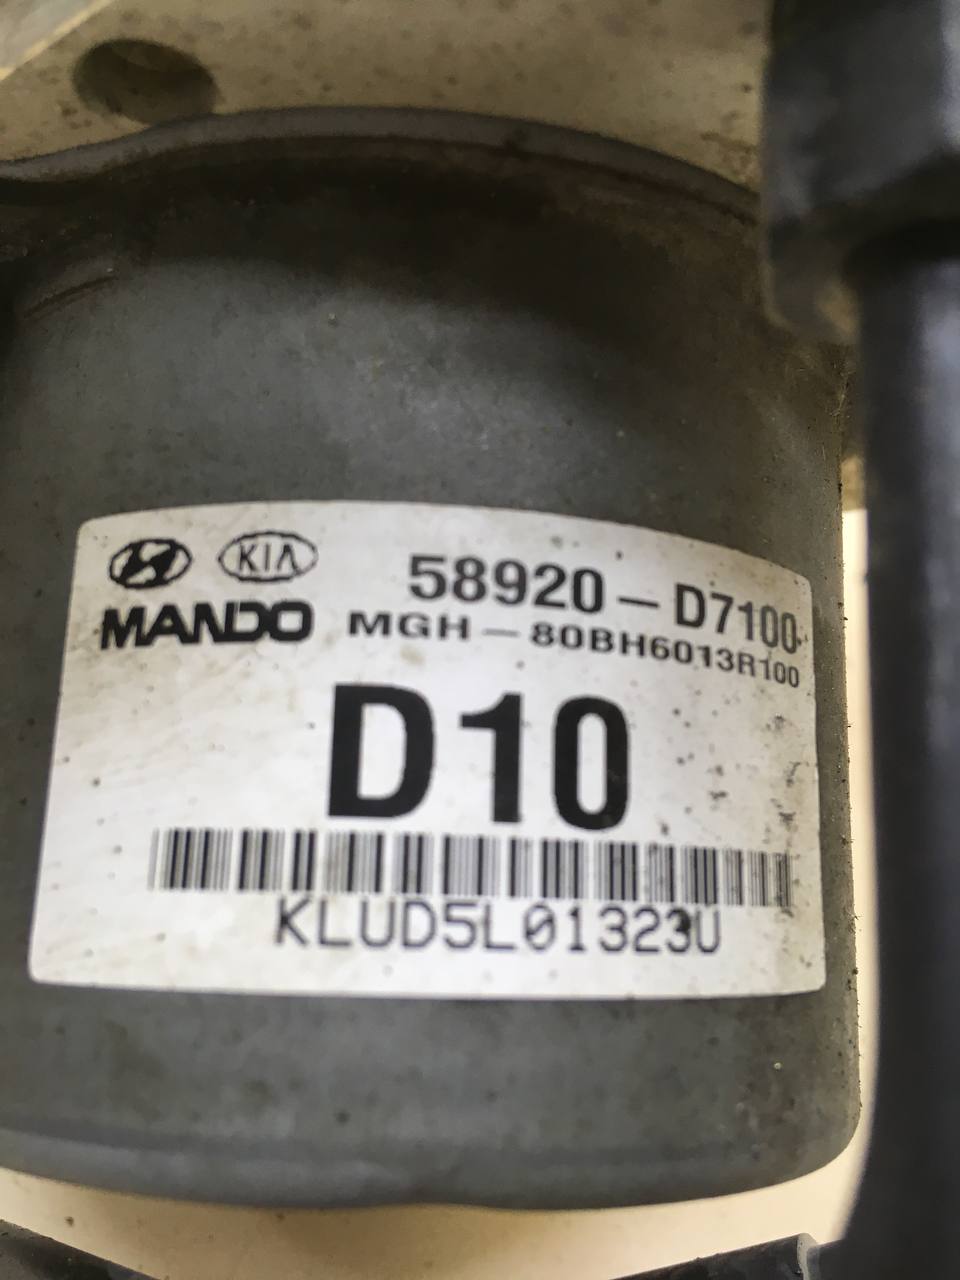 KIA 58920-D7100
MANDO MGH-80BH6013R100
D10
KLUD5L01323U